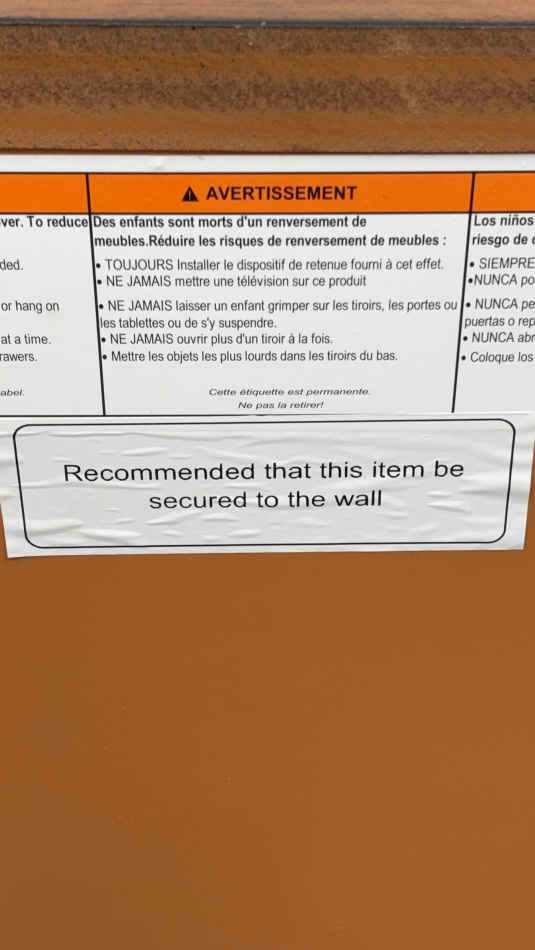 ver. To reduce
ded.
or hang on
at a time.
rawers.
abel.
AVERTISSEMENT
Des enfants sont morts d'un renversement de
meubles.Réduire les risques de renversement de meubles :
• TOUJOURS Installer le dispositif de retenue fourni à cet effet.
• NE JAMAIS mettre une télévision sur ce produit
• NE JAMAIS laisser un enfant grimper sur les tiroirs, les portes ou
les tablettes ou de s'y suspendre.
• NE JAMAIS ouvrir plus d'un tiroir à la fois.
• Mettre les objets les plus lourds dans les tiroirs du bas.
Cette étiquette est permanente.
Ne pas la retirer!
Los niños
riesgo de
• SIEMPRE
•NUNCA po
• NUNCA pe
puertas o rep
• NUNCA abr
• Coloque los
Recommended that this item be
secured to the wall